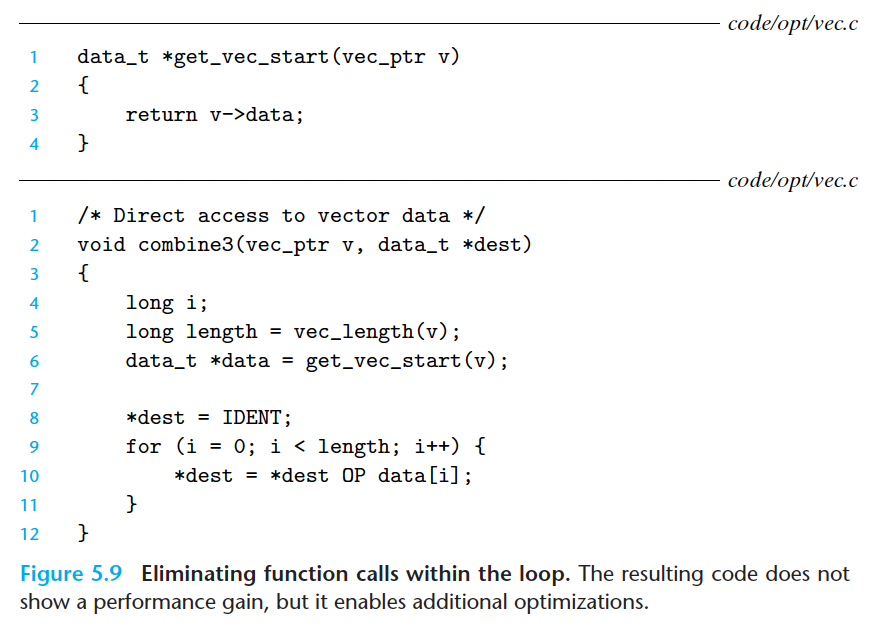 code/opt/vec.c
1 data_t *get_vec_start(vec_ptr v)
2 {
3     return v->data;
4 }
code/opt/vec.c
1 /* Direct access to vector data */
2 void combine3(vec_ptr v, data_t *dest)
3 {
4     long i;
5     long length = vec_length(v);
6     data_t *data = get_vec_start(v);
7
8     *dest = IDENT;
9     for (i = 0; i < length; i++) {
10         *dest = *dest OP data[i];
11     }
12 }
Figure 5.9 Eliminating function calls within the loop. The resulting code does not
show a performance gain, but it enables additional optimizations.